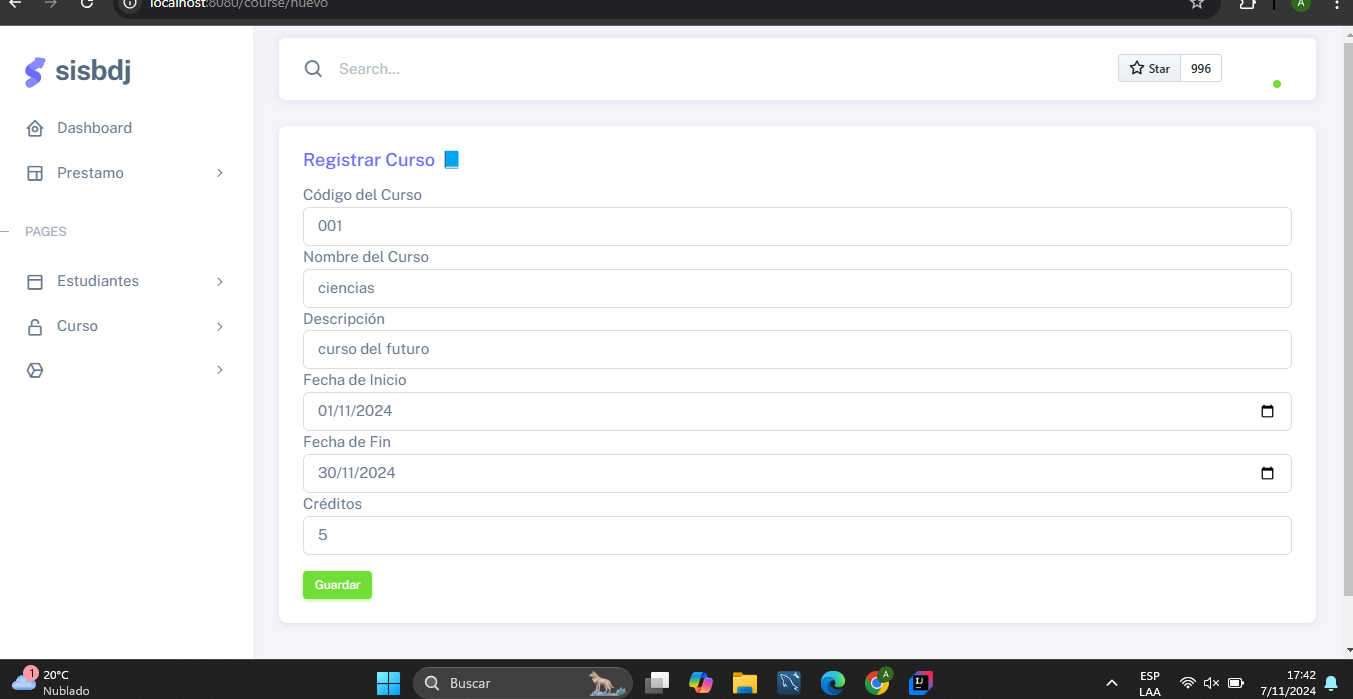 localhost:8080/course/nuevo
A
sisbdj
Search...
Star 996
Dashboard
Prestamo
PAGES
Estudiantes
Curso
Registrar Curso
Código del Curso
001
Nombre del Curso
ciencias
Descripción
curso del futuro
Fecha de Inicio
01/11/2024
Fecha de Fin
30/11/2024
Créditos
5
Guardar
1
20°C
Nublado
Buscar
A
IJ
ESP
LAA
17:42
7/11/2024